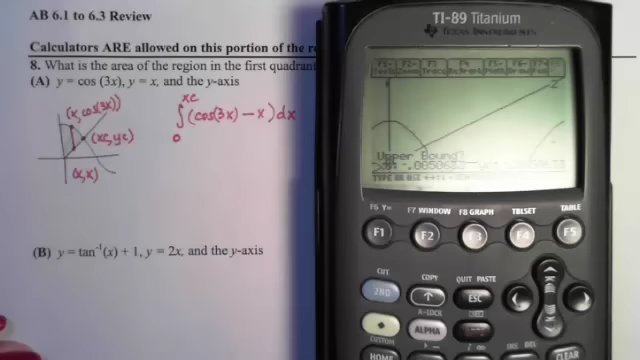 AB 6.1 to 6.3 Review
Calculators ARE allowed on this portion of the
8. What is the area of the region in the first quadrant
(A) y = cos (3x), y = x, and the y-axis
(x, cos(3x))
(xc, yc)
(x, x)
∫₀^xc (cos(3x) − x) dx
(B) y = tan⁻¹(x) + 1, y = 2x, and the y-axis
TI-89 Titanium
TEXAS INSTRUMENTS
Upper Bound?
F6 Y= F7 WINDOW F8 GRAPH TBLSET TABLE
F1 F2 F3 F4 F5
CUT COPY QUIT PASTE
2ND ↑ ESC
A-LOCK
ALPHA
CUSTOM
HOME CLEAR